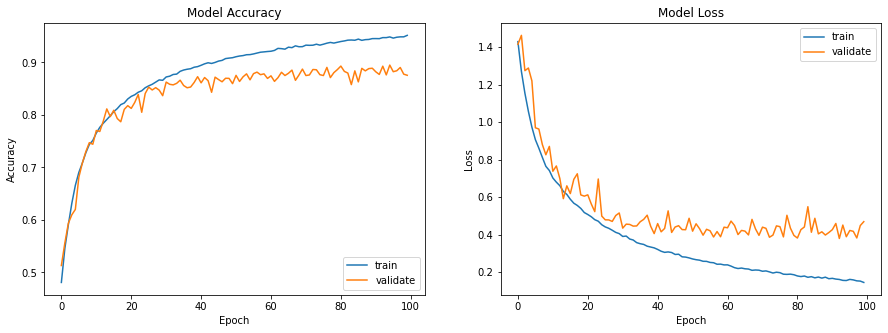 Model Accuracy
Accuracy
0.9
0.8
0.7
0.6
0.5
0
20
40
60
80
100
Epoch
train
validate
Model Loss
Loss
1.4
1.2
1.0
0.8
0.6
0.4
0.2
0
20
40
60
80
100
Epoch
train
validate